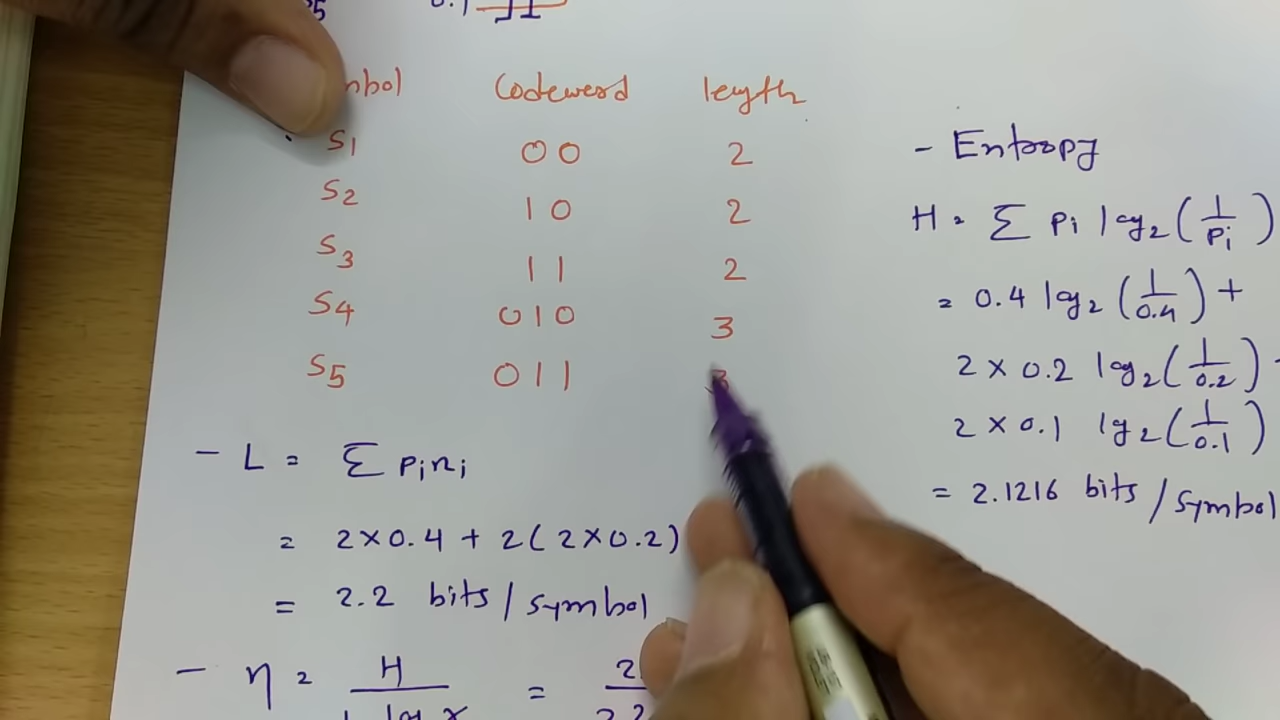 Codeword length
S1 00 2
S2 10 2
S3 11 2
S4 010 3
S5 011 3
- L = Σ Pini
= 2×0.4 + 2(2×0.2)
= 2.2 bits/symbol
- η = H =
- Entropy
H = Σ Pi log2(1/Pi)
= 0.4 log2(1/0.4) +
2 × 0.2 log2(1/0.2)
2 × 0.1 log2(1/0.1)
= 2.1216 bits/symbol